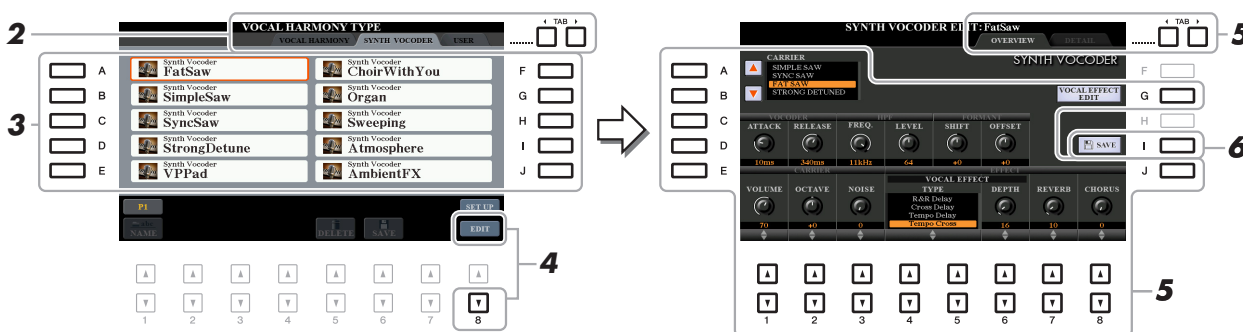 VOCAL HARMONY TYPE
VOCAL HARMONY SYNTH VOCODER USER
TAB
2
3
A
B
C
D
E
Synth Vocoder
FatSaw
Synth Vocoder
SimpleSaw
Synth Vocoder
SyncSaw
Synth Vocoder
StrongDetune
Synth Vocoder
VPPad
Synth Vocoder
ChoirWithYou
Synth Vocoder
Organ
Synth Vocoder
Sweeping
Synth Vocoder
Atmosphere
Synth Vocoder
AmbientFX
F
G
H
I
J
P1
SET UP
NAME
DELETE
SAVE
EDIT
4
1 2 3 4 5 6 7 8
SYNTH VOCODER EDIT: FatSaw
OVERVIEW DETAIL
TAB
5
SYNTH VOCODER
A
B
C
D
E
CARRIER
SIMPLE SAW
SYNC SAW
FAT SAW
STRONG DETUNED
VOCAL EFFECT
EDIT
F
G
H
I
J
VOCODER HPF FORMANT
ATTACK RELEASE FREQ. LEVEL SHIFT OFFSET
10ms 340ms 11kHz 64 +0 +0
SAVE
6
CARRIER EFFECT
VOCAL EFFECT
VOLUME OCTAVE NOISE TYPE DEPTH REVERB CHORUS
R&R Delay
Cross Delay
Tempo Delay
Tempo Cross
70 +0 0 16 10 0
5
1 2 3 4 5 6 7 8